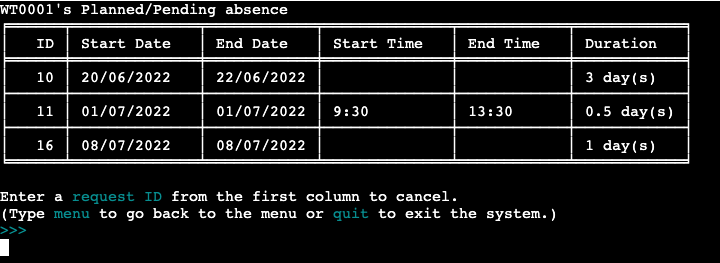 WT0001's Planned/Pending absence
ID Start Date End Date Start Time End Time Duration
10 20/06/2022 22/06/2022 3 day(s)
11 01/07/2022 01/07/2022 9:30 13:30 0.5 day(s)
16 08/07/2022 08/07/2022 1 day(s)
Enter a request ID from the first column to cancel.
(Type menu to go back to the menu or quit to exit the system.)
>>>